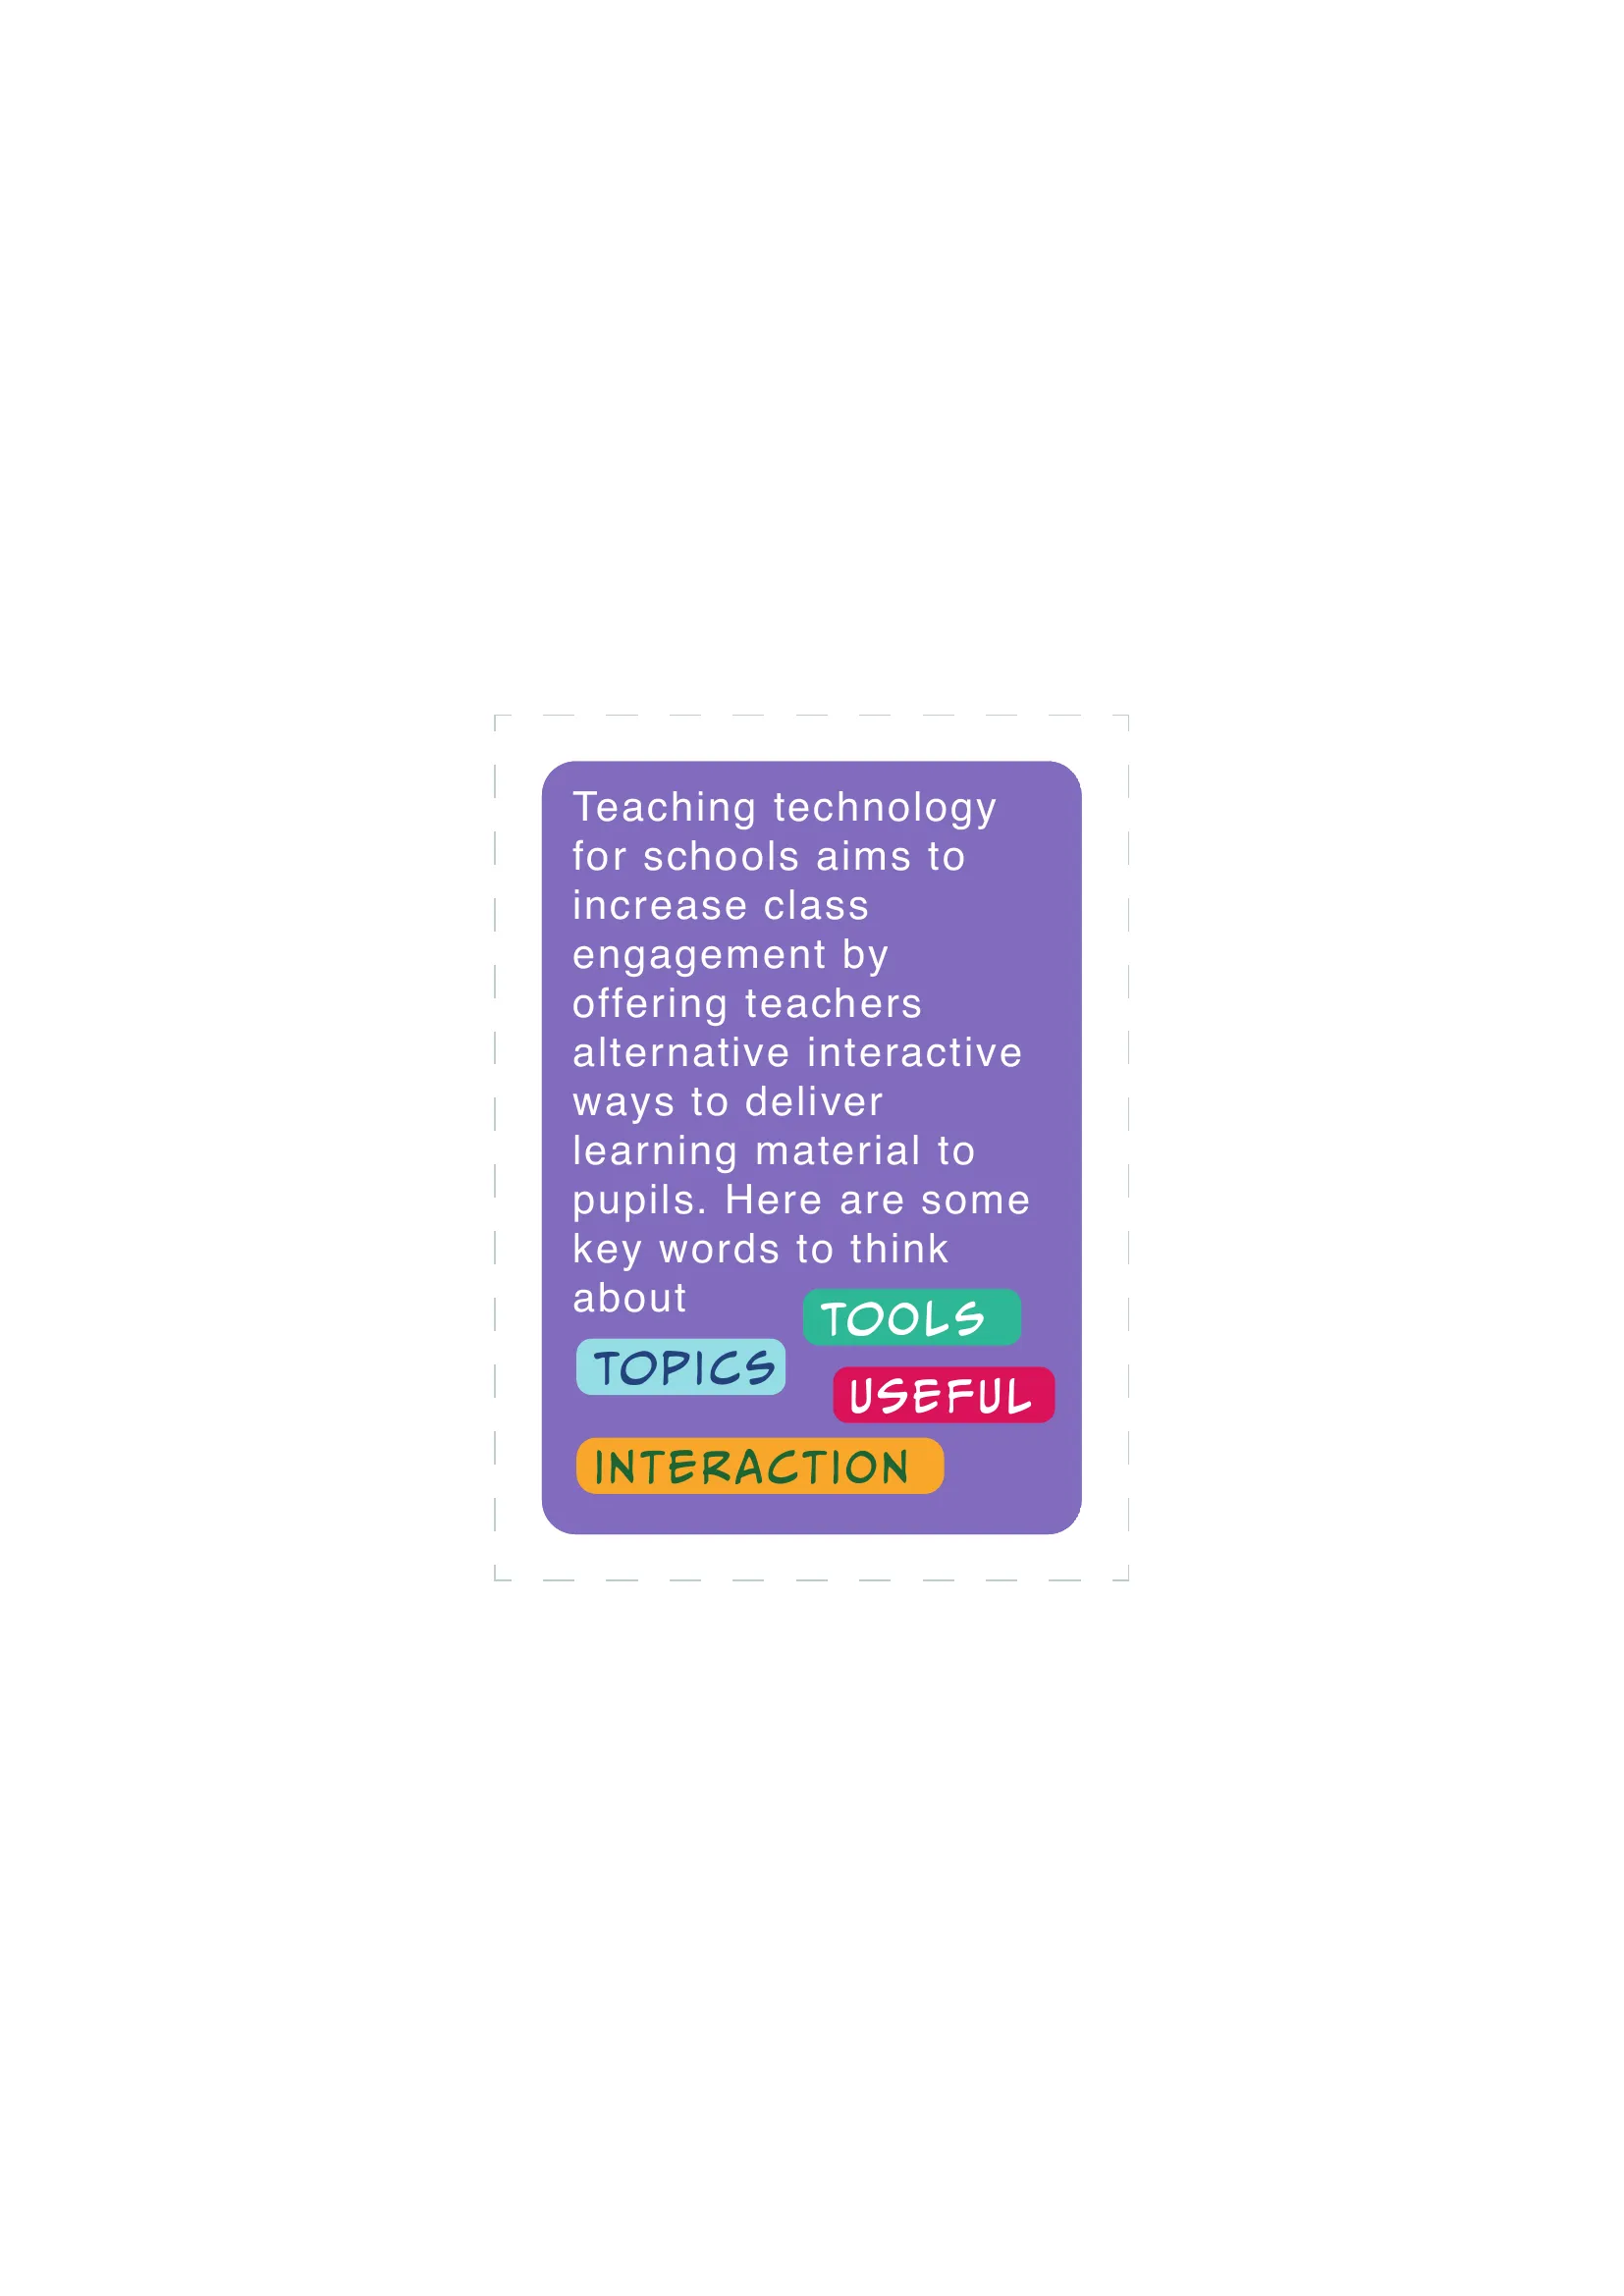 Teaching technology
for schools aims to
increase class
engagement by
offering teachers
alternative interactive
ways to deliver
learning material to
pupils. Here are some
key words to think
about
TOOLS
TOPICS
USEFUL
INTERACTION